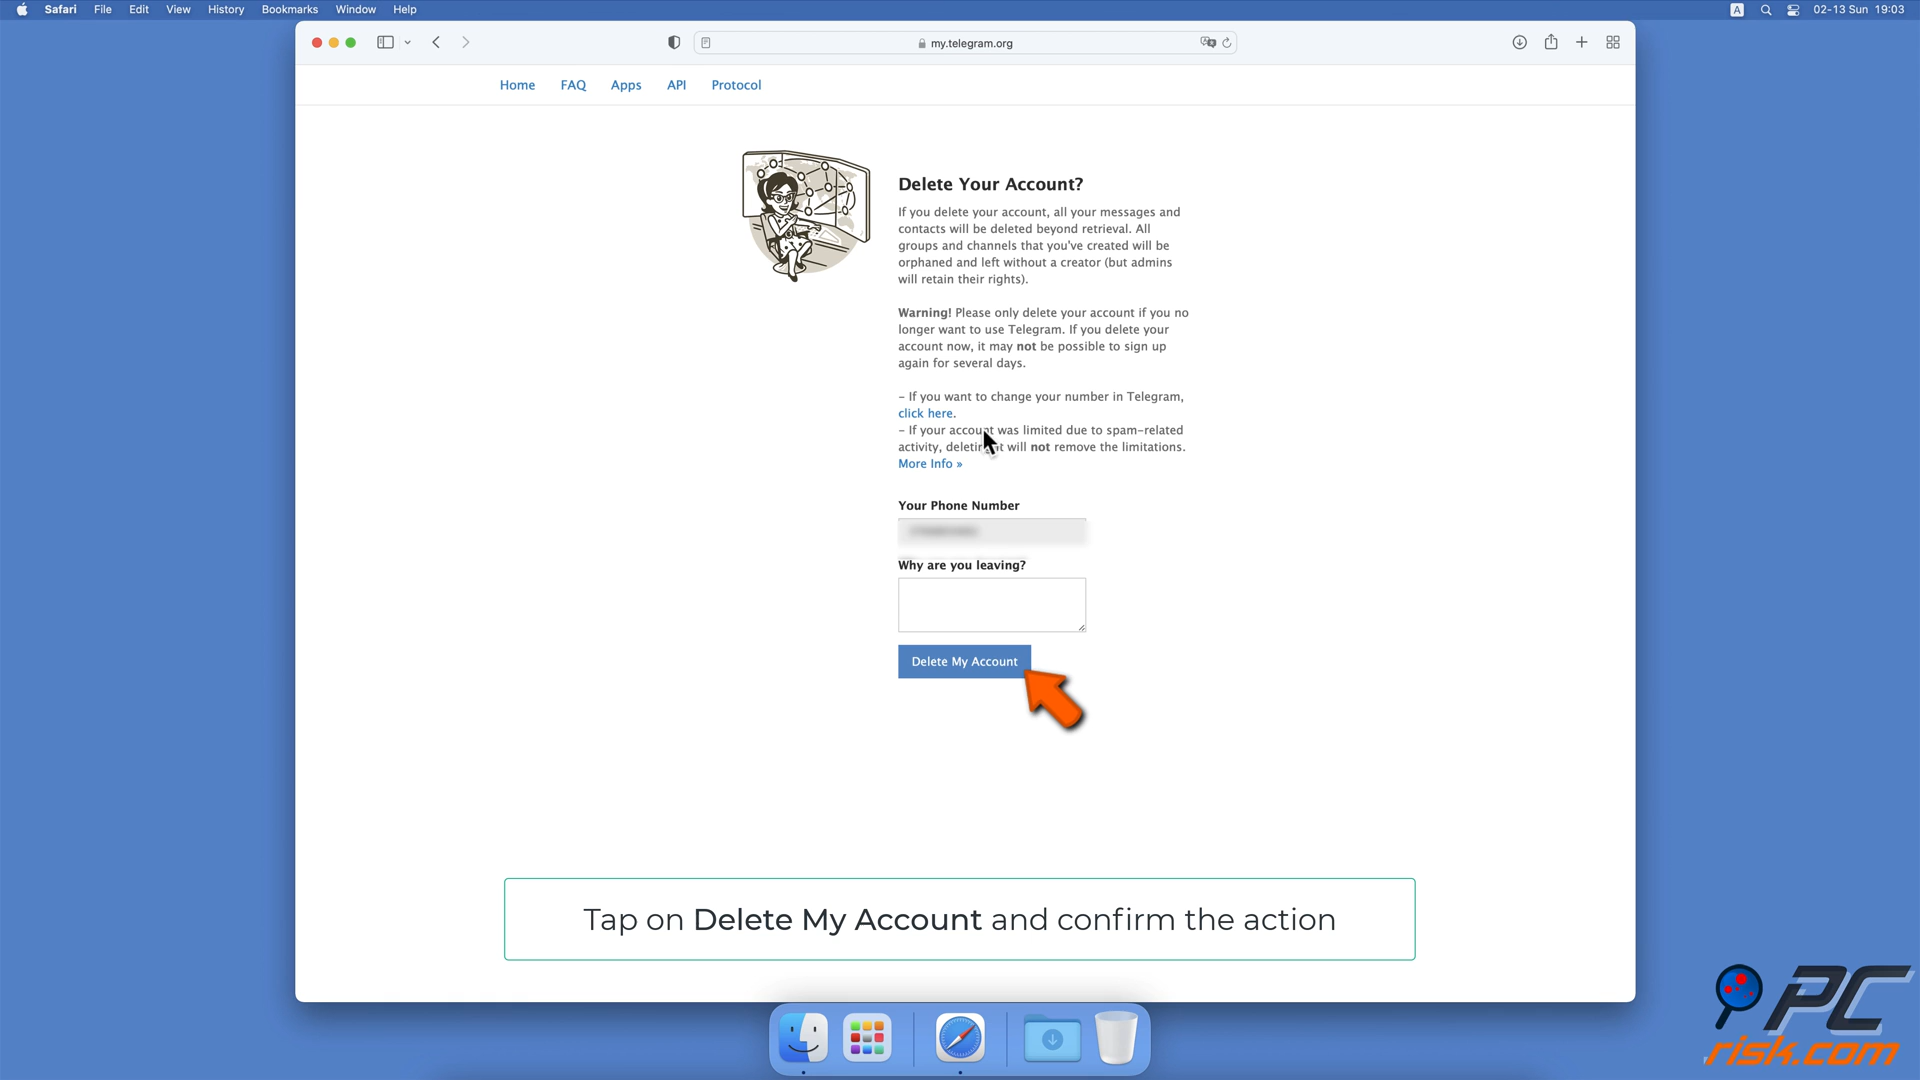 Safari File Edit View History Bookmarks Window Help
A 02-13 Sun 19:03
my.telegram.org
Home FAQ Apps API Protocol
Delete Your Account?
If you delete your account, all your messages and
contacts will be deleted beyond retrieval. All
groups and channels that you've created will be
orphaned and left without a creator (but admins
will retain their rights).
Warning! Please only delete your account if you no
longer want to use Telegram. If you delete your
account now, it may not be possible to sign up
again for several days.
– If you want to change your number in Telegram,
click here.
– If your account was limited due to spam-related
activity, will not remove the limitations.
More Info »
Your Phone Number
Why are you leaving?
Delete My Account
Tap on Delete My Account and confirm the action
PC
risk.com